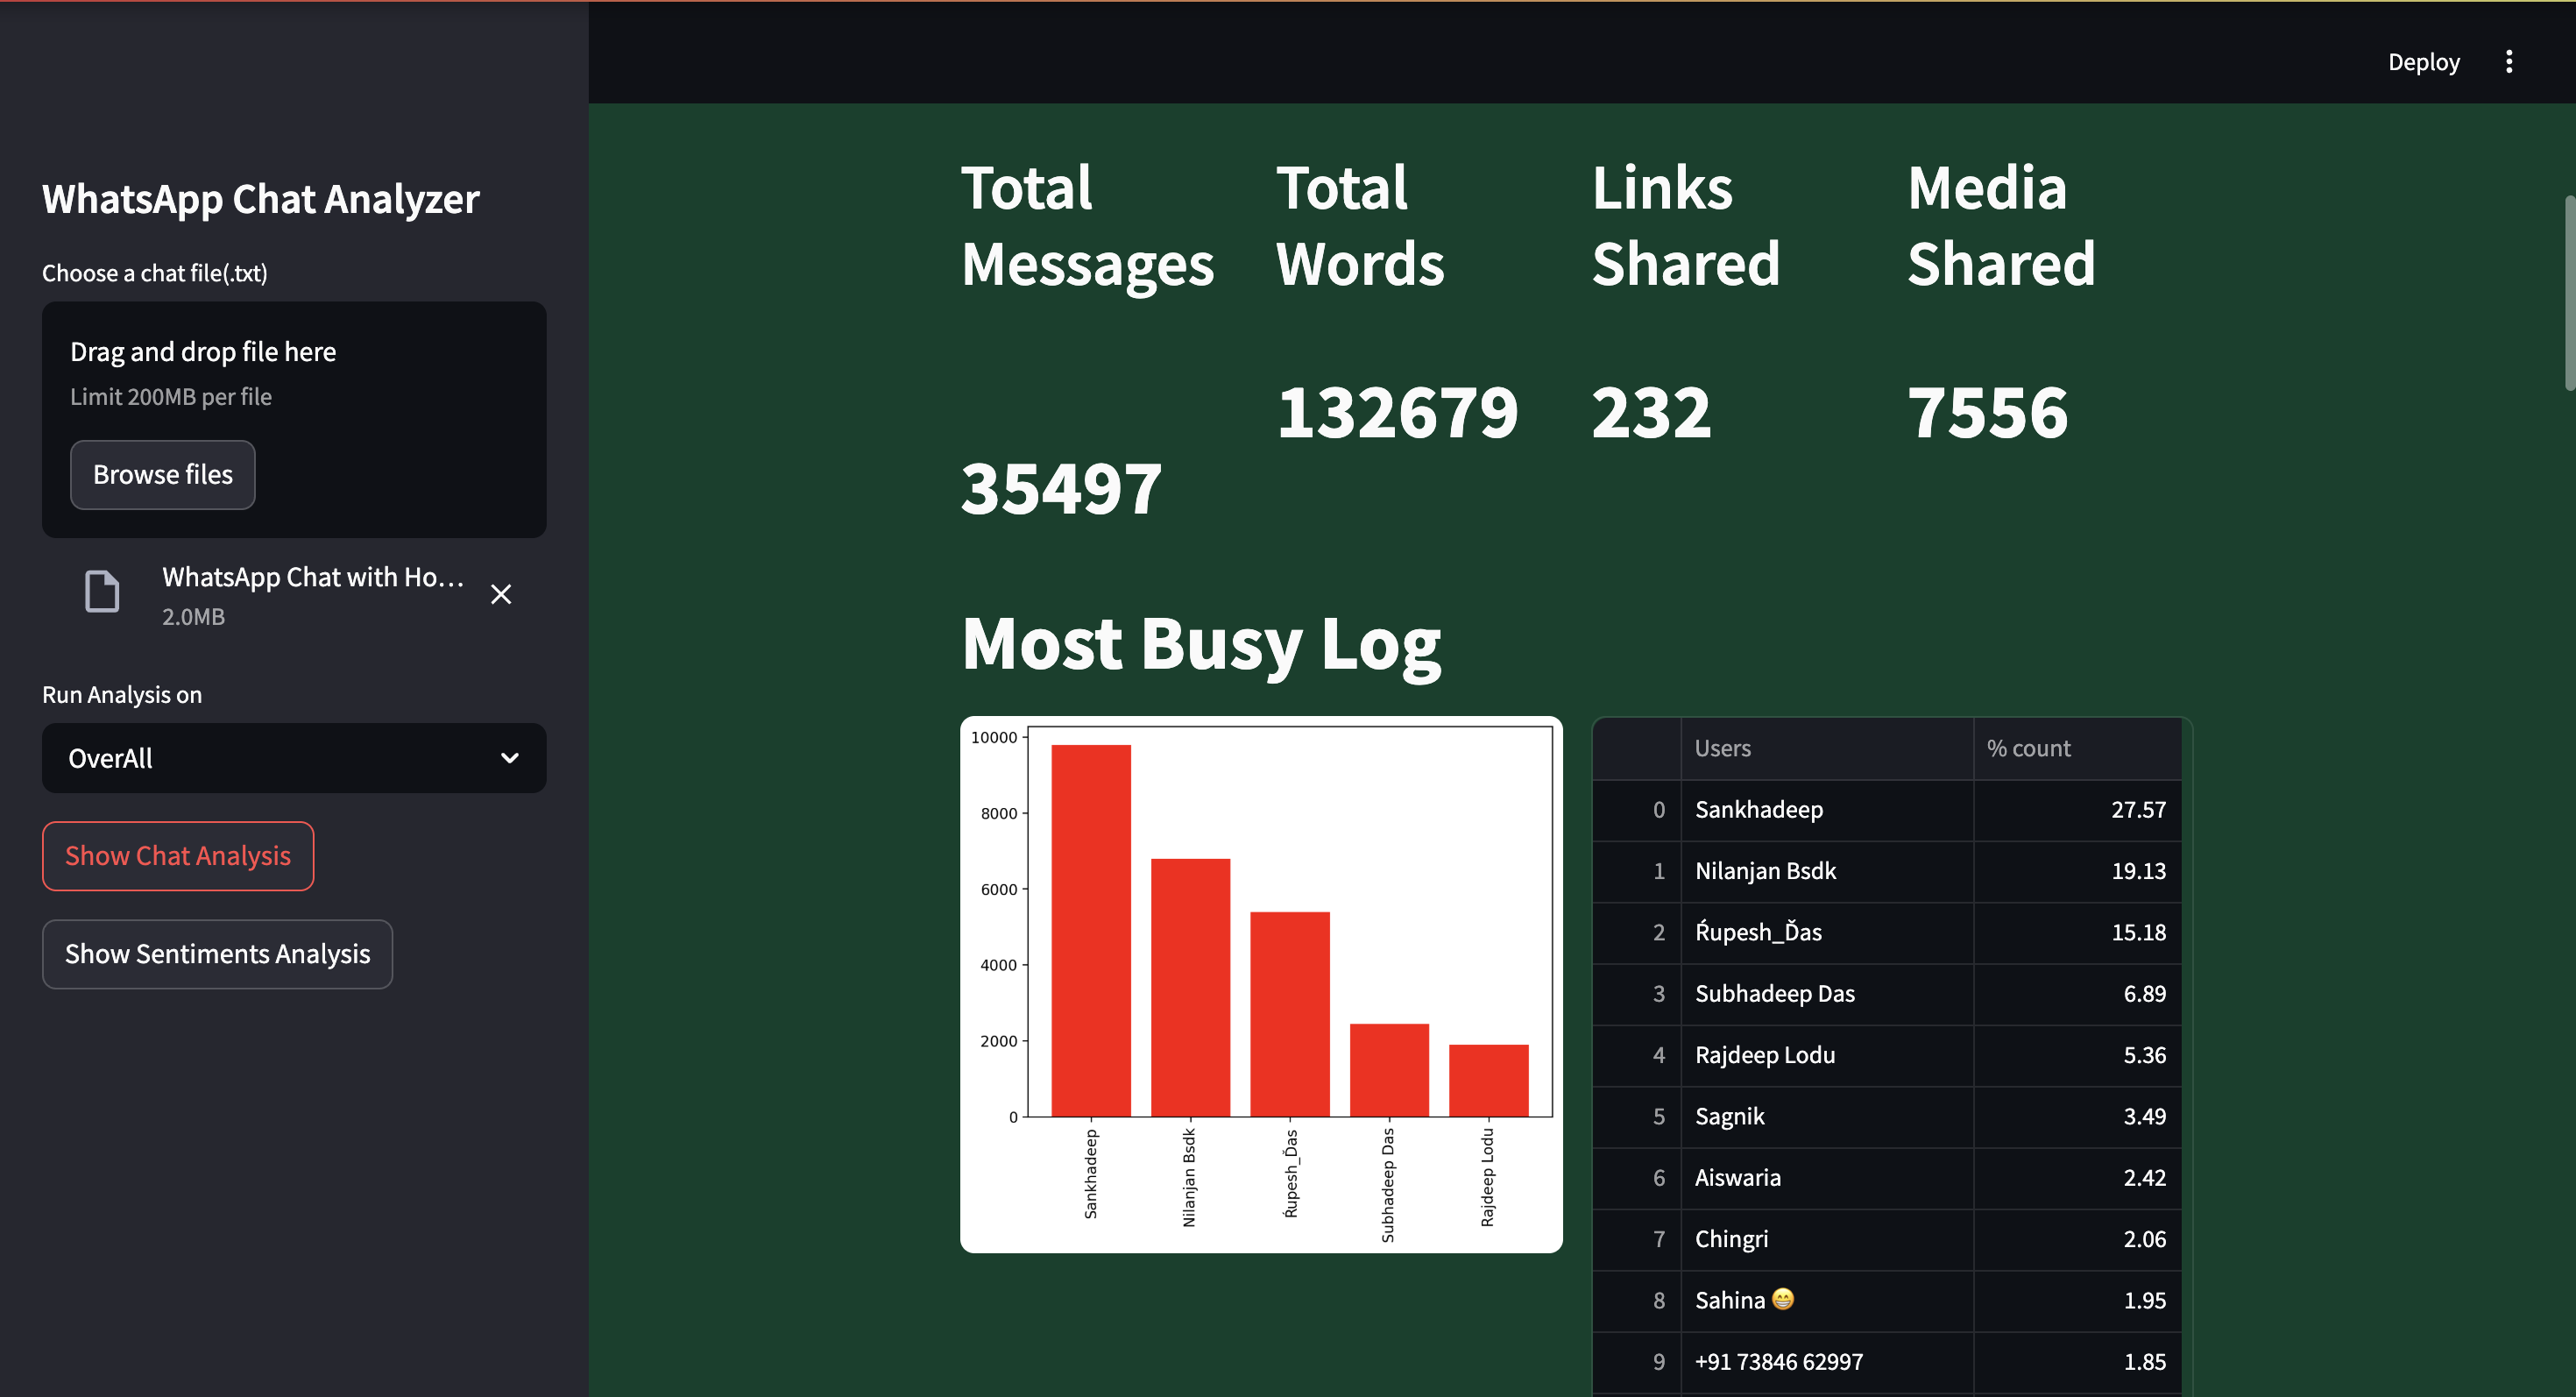 Deploy
WhatsApp Chat Analyzer
Choose a chat file(.txt)
Drag and drop file here
Limit 200MB per file
Browse files
WhatsApp Chat with Ho...
2.0MB
Run Analysis on
OverAll
Show Chat Analysis
Show Sentiments Analysis
Total Messages
35497
Total Words
132679
Links Shared
232
Media Shared
7556
Most Busy Log
10000
8000
6000
4000
2000
0
Sankhadeep
Nilanjan Bsdk
Ŕupesh_Ďas
Subhadeep Das
Rajdeep Lodu
Users % count
0 Sankhadeep 27.57
1 Nilanjan Bsdk 19.13
2 Ŕupesh_Ďas 15.18
3 Subhadeep Das 6.89
4 Rajdeep Lodu 5.36
5 Sagnik 3.49
6 Aiswaria 2.42
7 Chingri 2.06
8 Sahina 😁 1.95
9 +91 73846 62997 1.85